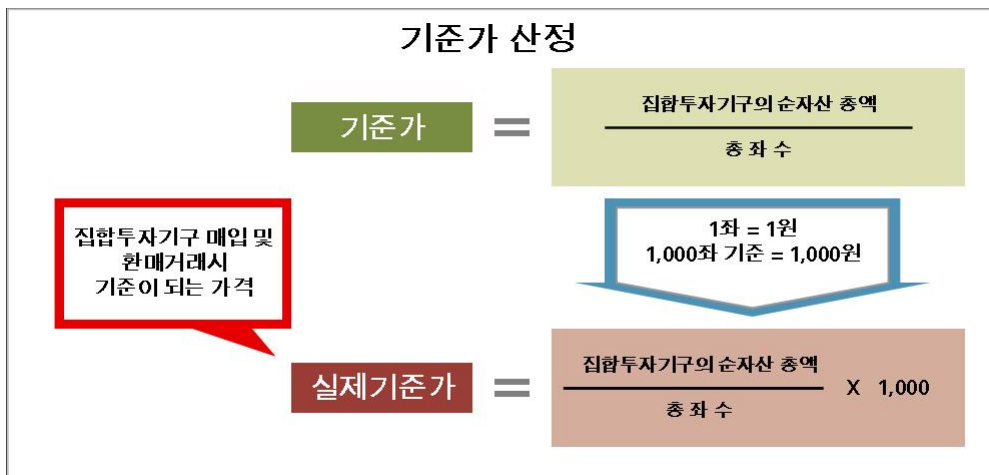 기준가 산정
기준가
=
집합투자기구의 순자산 총액
총 좌 수
집합투자기구 매입 및
환매거래시
기준이 되는 가격
1좌 = 1원
1,000좌 기준 = 1,000원
실제기준가
=
집합투자기구의 순자산 총액
총 좌 수
X 1,000